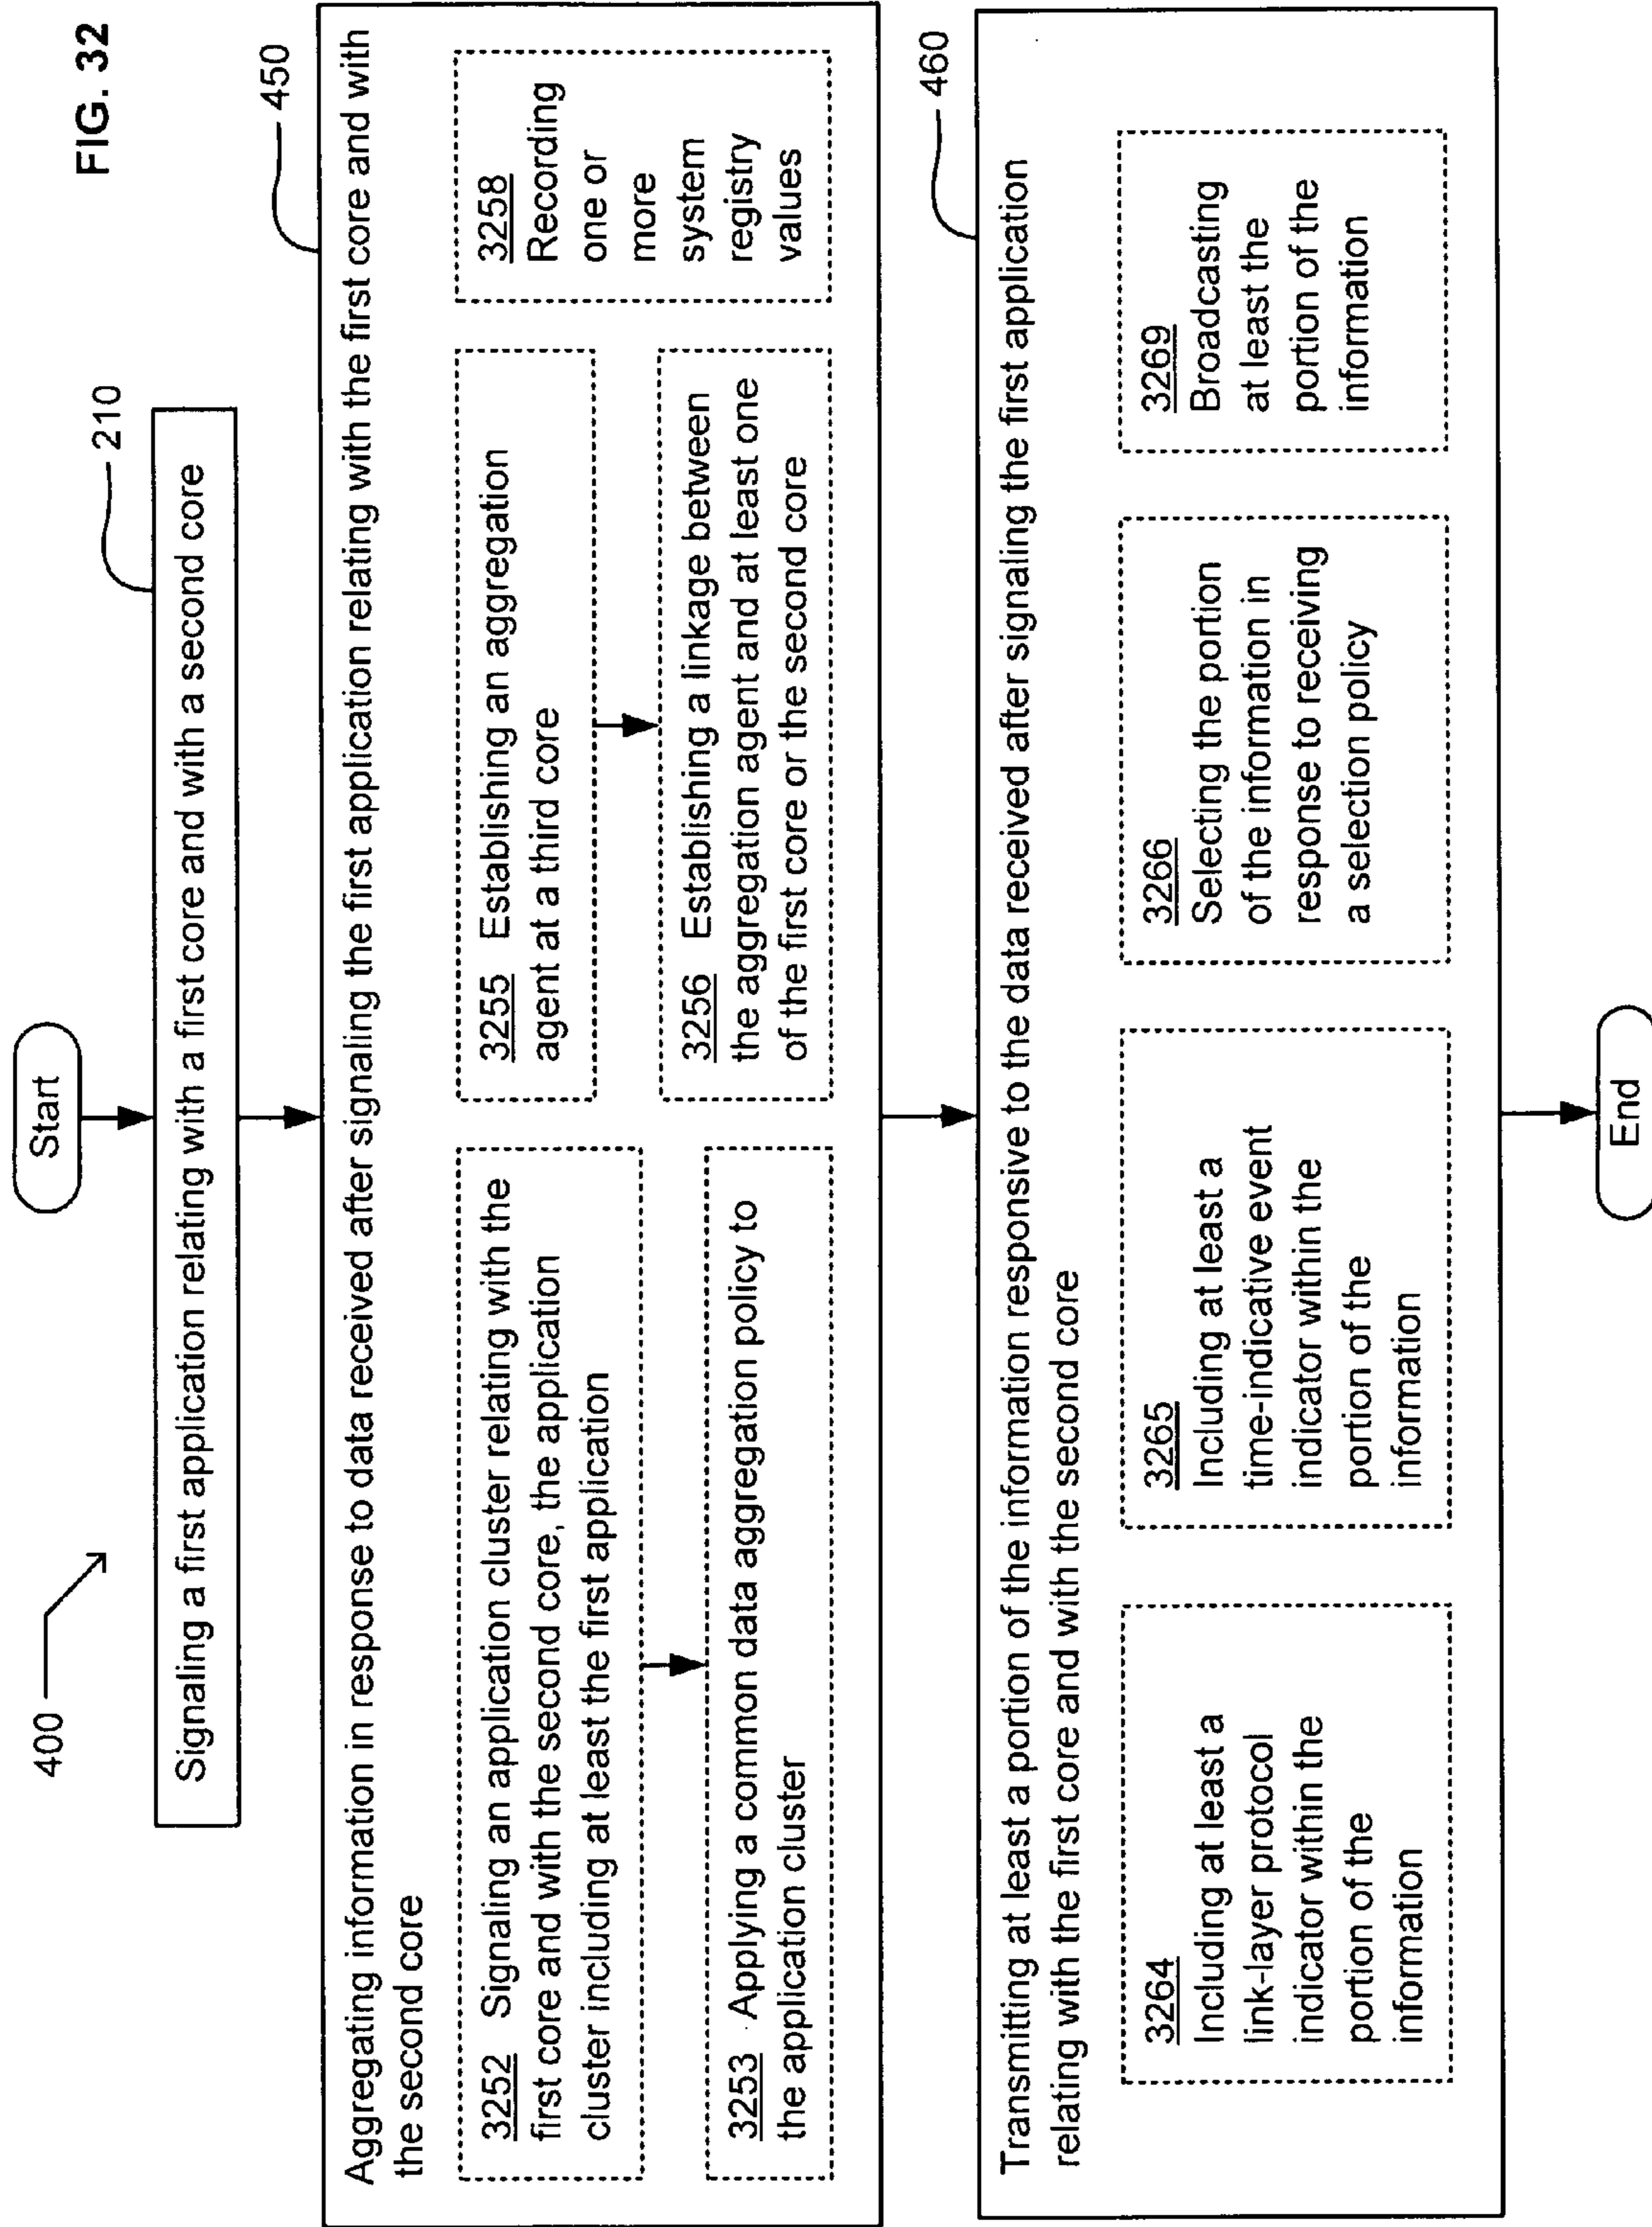 FIG. 32
400
Start
210
Signaling a first application relating with a first core and with a second core
450
Aggregating information in response to data received after signaling the first application relating with the first core and with
the second core
3252 Signaling an application cluster relating with the
first core and with the second core, the application
cluster including at least the first application
3253 Applying a common data aggregation policy to
the application cluster
3255 Establishing an aggregation
agent at a third core
3256 Establishing a linkage between
the aggregation agent and at least one
of the first core or the second core
3258
Recording
one or
more
system
registry
values
460
Transmitting at least a portion of the information responsive to the data received after signaling the first application
relating with the first core and with the second core
3264
Including at least a
link-layer protocol
indicator within the
portion of the
information
3265
Including at least a
time-indicative event
indicator within the
portion of the
information
3266
Selecting the portion
of the information in
response to receiving
a selection policy
3269
Broadcasting
at least the
portion of the
information
End